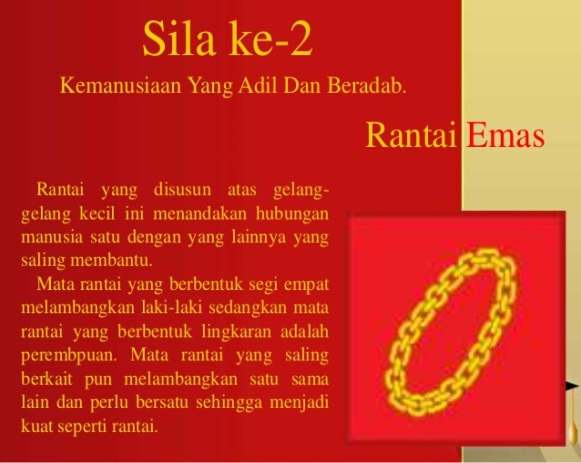 Sila ke-2
Kemanusiaan Yang Adil Dan Beradab.
Rantai Emas
Rantai yang disusun atas gelang-
gelang kecil ini menandakan hubungan
manusia satu dengan yang lainnya yang
saling membantu.
Mata rantai yang berbentuk segi empat
melambangkan laki-laki sedangkan mata
rantai yang berbentuk lingkaran adalah
perembpuan. Mata rantai yang saling
berkait pun melambangkan satu sama
lain dan perlu bersatu sehingga menjadi
kuat seperti rantai.